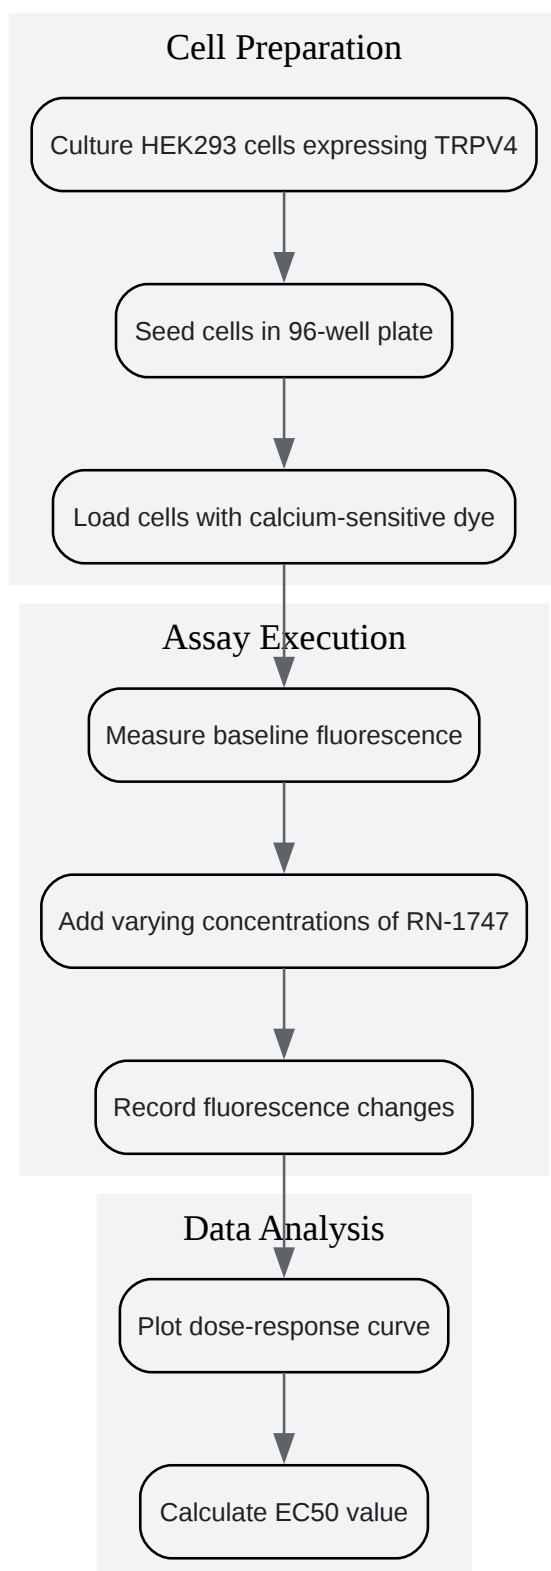 Cell Preparation
Culture HEK293 cells expressing TRPV4
Seed cells in 96-well plate
Load cells with calcium-sensitive dye
Assay Execution
Measure baseline fluorescence
Add varying concentrations of RN-1747
Record fluorescence changes
Data Analysis
Plot dose-response curve
Calculate EC50 value